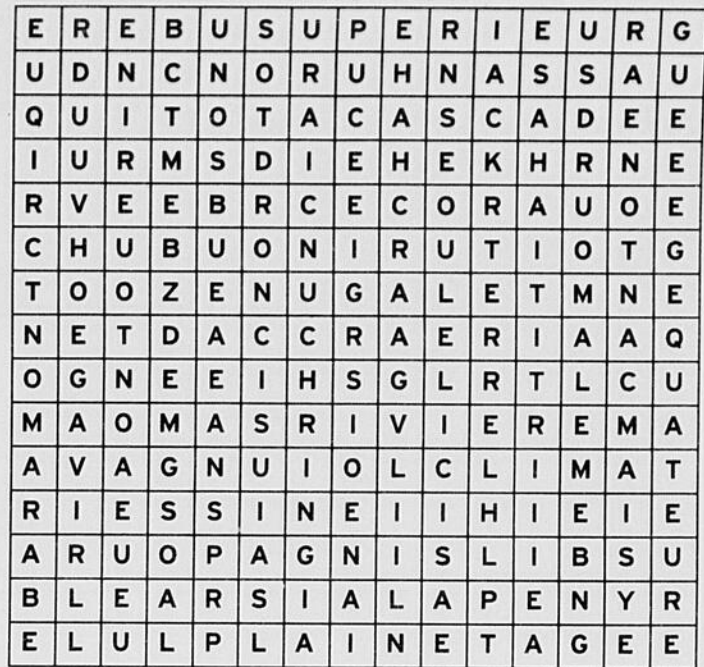 E R E B U S U P E R I E U R G
U D N C N O R U H N A S S A U
Q U I T O T A C A S C A D E E
I U R M S D I E H E K H R N E
R V E E B R C E C O R A U O E
C H U B U O N I R U T I O T G
T O O Z E N U G A L E T M N E
N E T D A C C R A E R I A A Q
O G N E E I H S G L R T L C U
M A O M A S R I V I E R E M A
A V A G N U I O L C L I M A T
R I E S S I N E I I H I E I E
A R U O P A G N I S L I B S U
B L E A R S I A L A P E N Y R
E L U L P L A I N E T A G E E